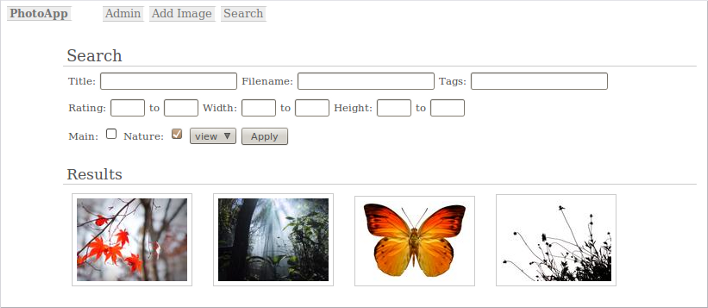 PhotoApp Admin Add Image Search
Search
Title: Filename: Tags:
Rating: to Width: to Height: to
Main: Nature: view Apply
Results